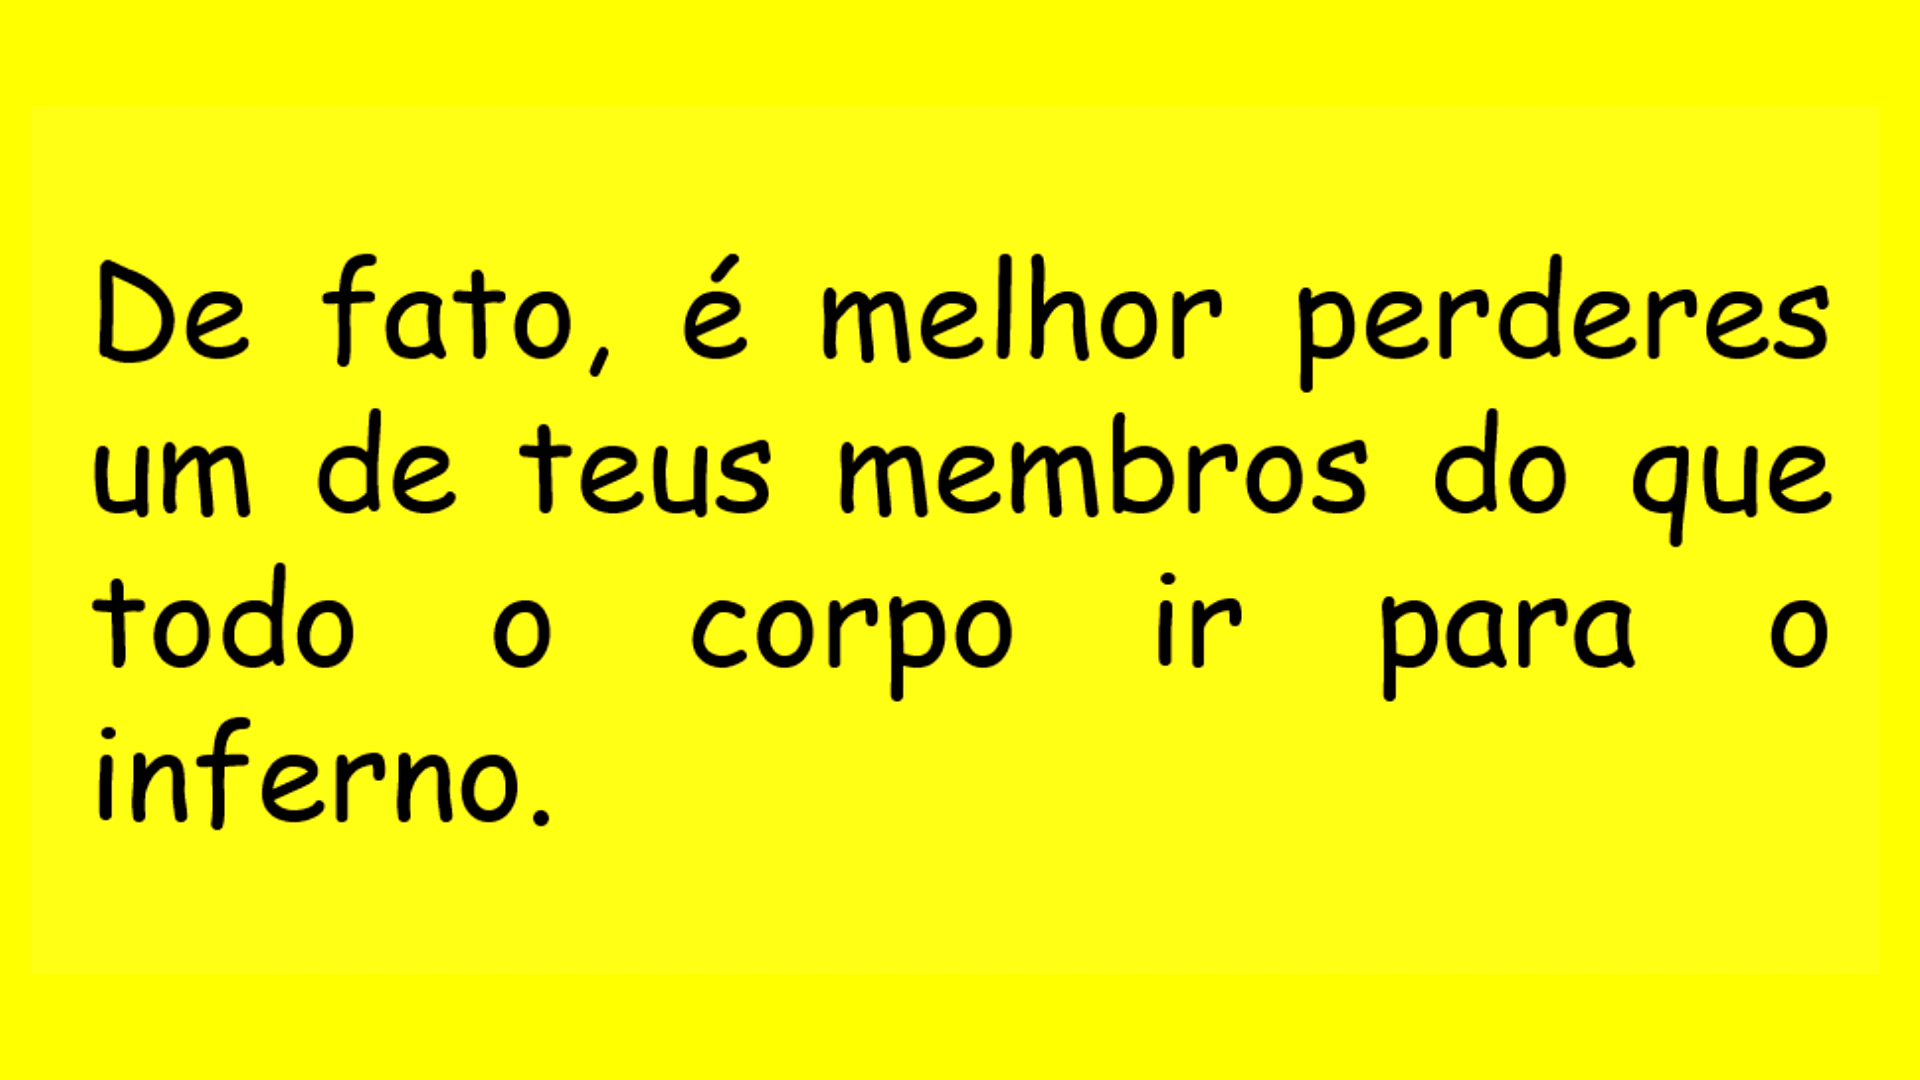 De fato, é melhor perderes
um de teus membros do que
todo o corpo ir para o
inferno.